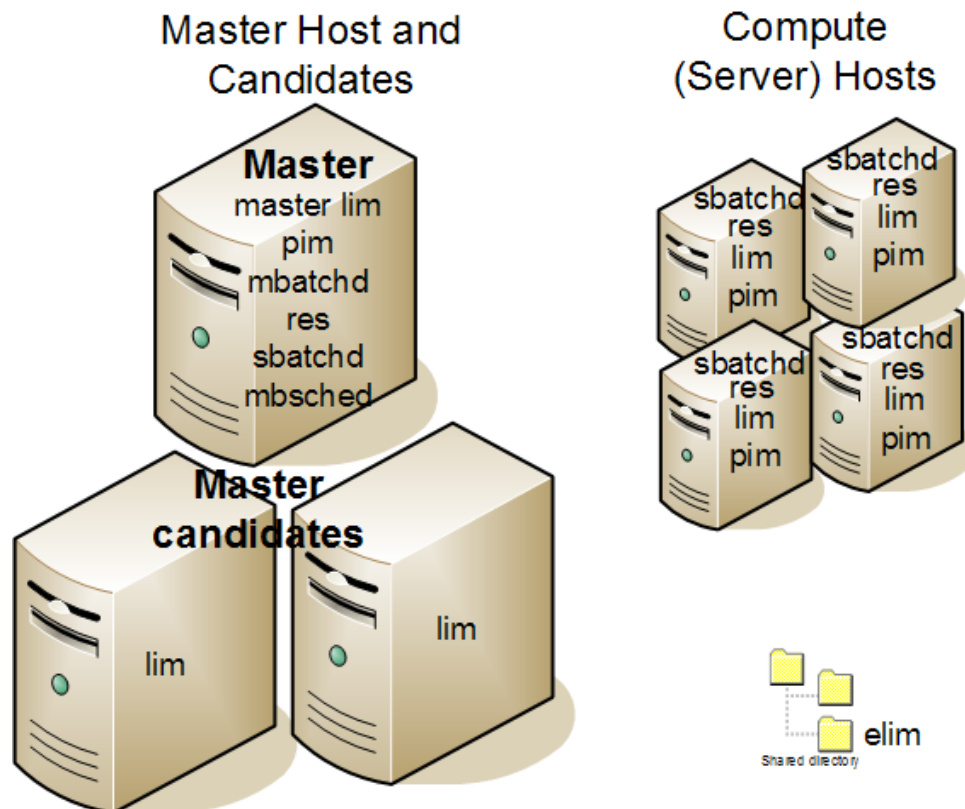 Master Host and
Candidates
Compute
(Server) Hosts
Master
master lim
pim
mbatchd
res
sbatchd
mbsched
Master
candidates
lim
lim
sbatchd
res
lim
pim
sbatchd
res
lim
pim
sbatchd
res
lim
pim
sbatchd
res
lim
pim
elim
Shared directory